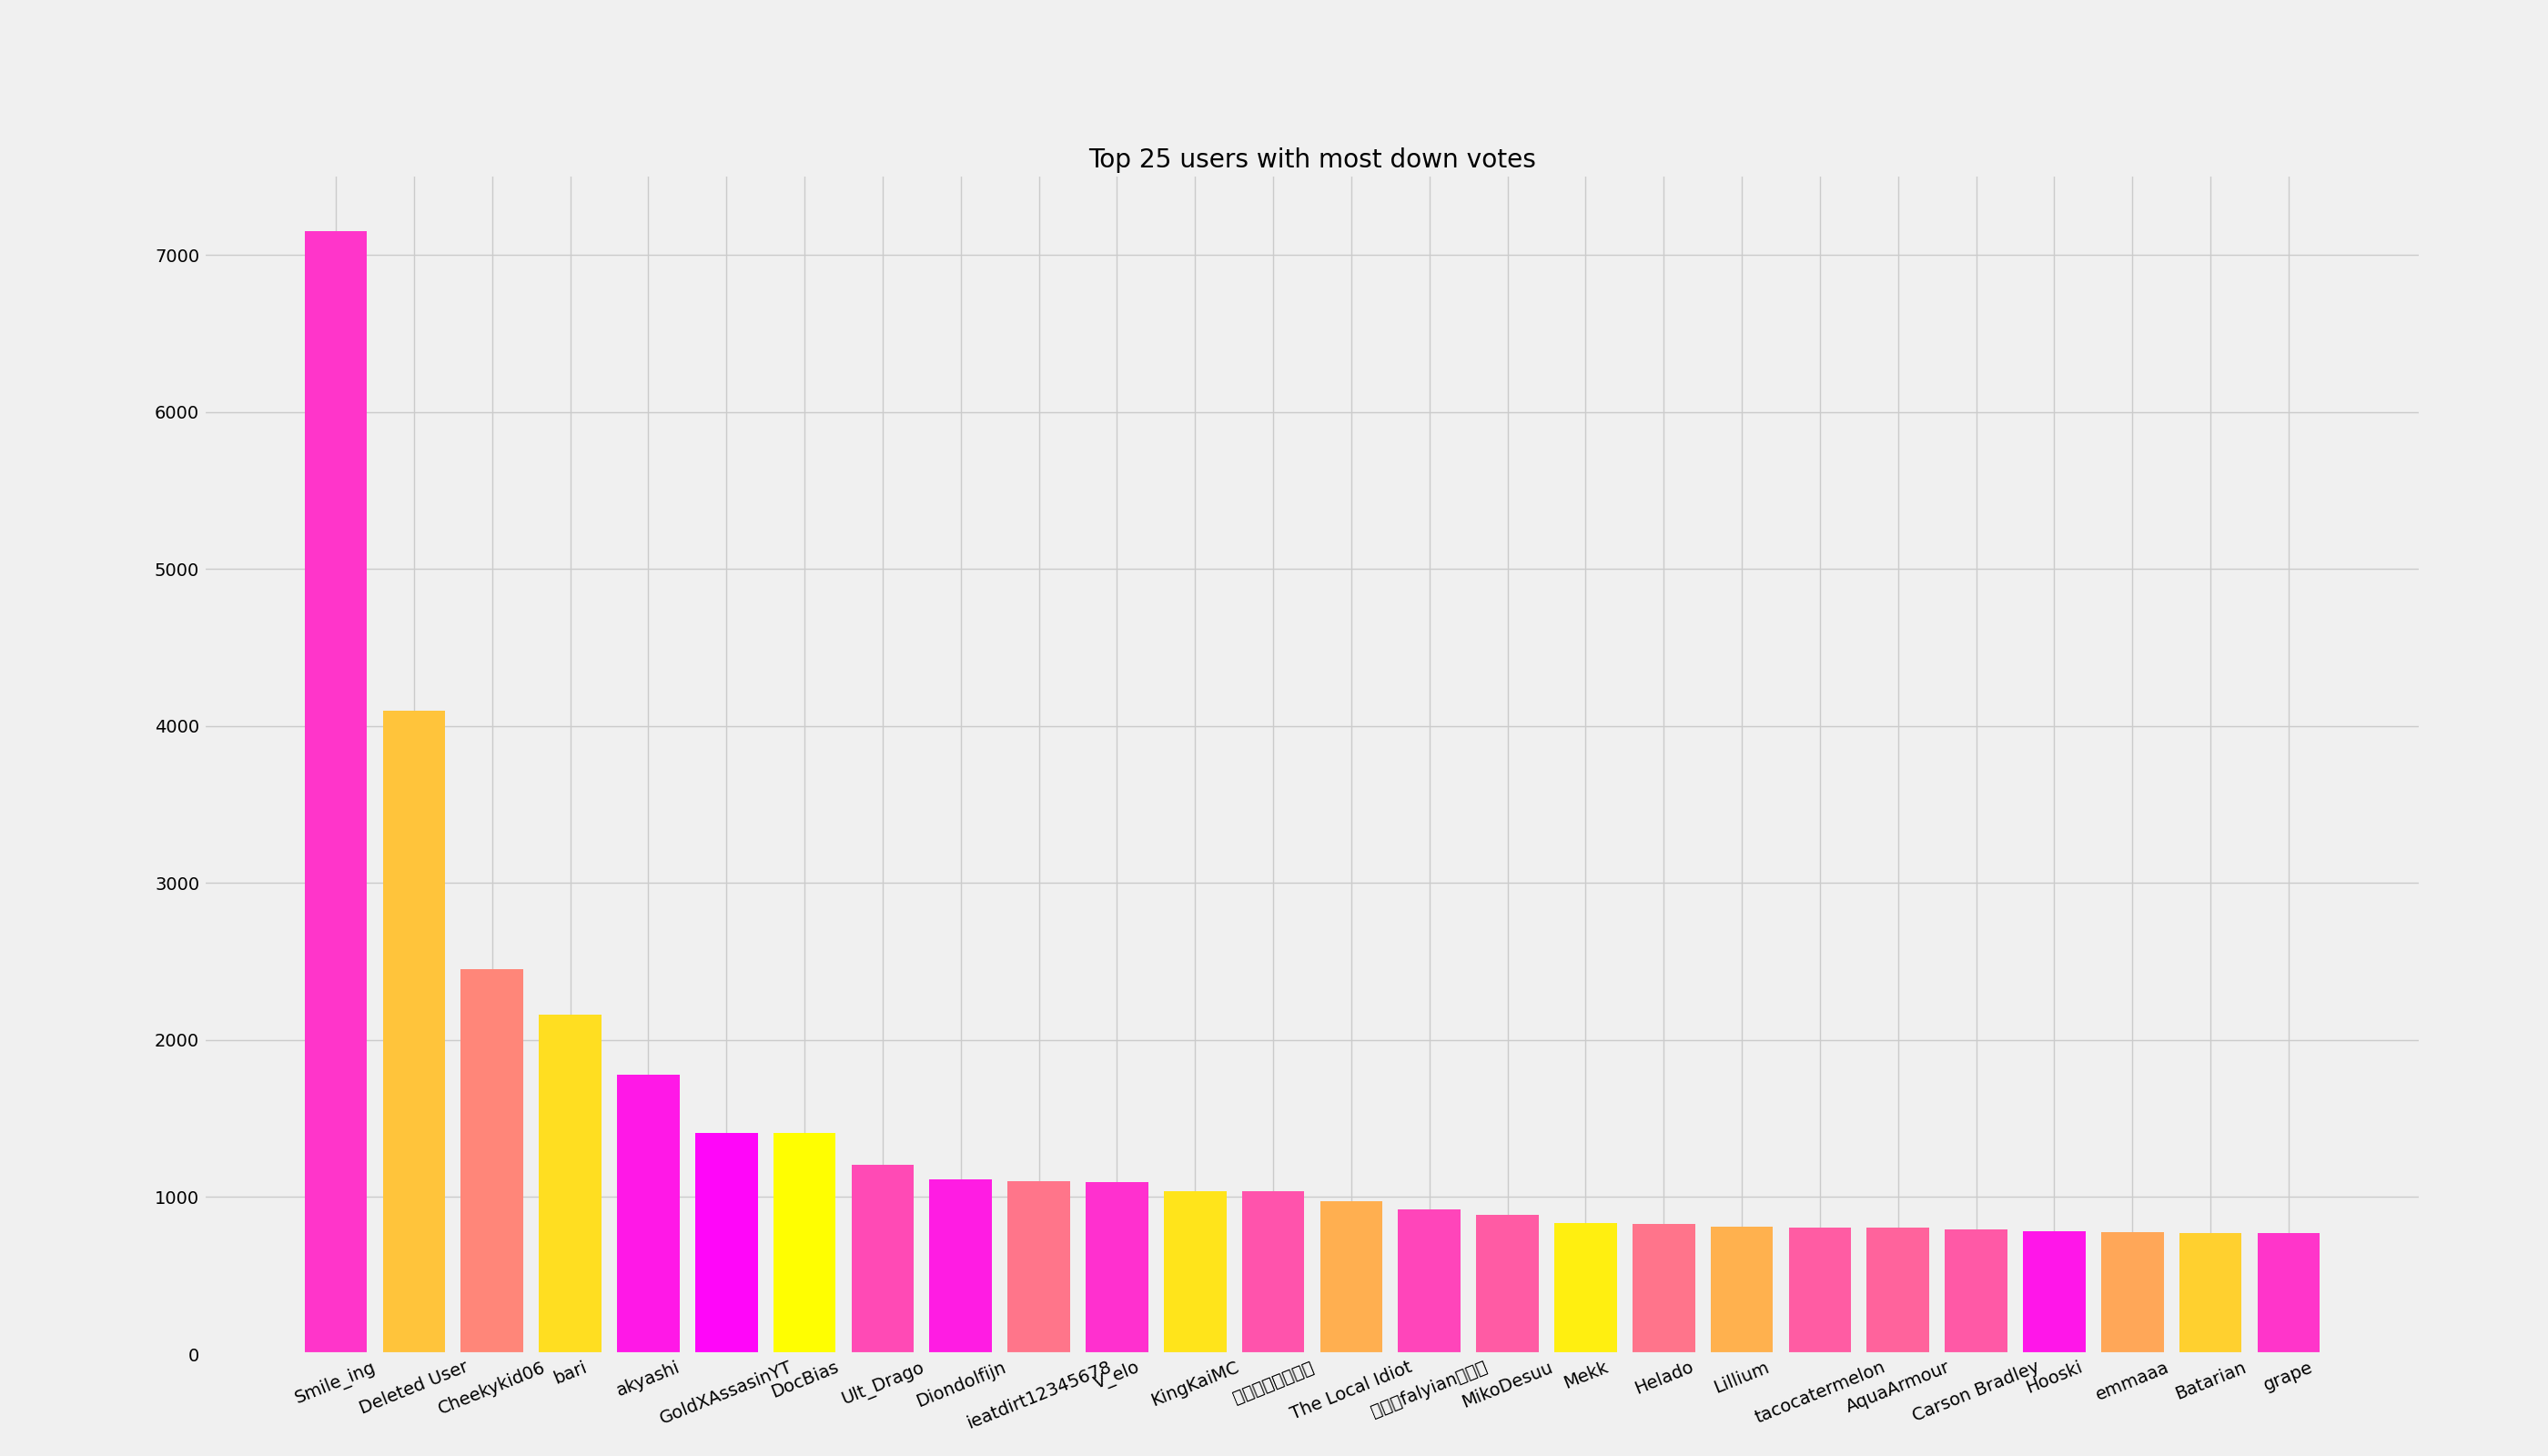 Top 25 users with most down votes
7000
6000
5000
4000
3000
2000
1000
0
Smile_ing
Deleted User
Cheekykid06
bari
akyashi
GoldXAssasinYT
DocBias
Ult_Drago
Diondolfijn
ieatdirt12345678
V_elo
KingKaiMC
The Local Idiot
falyian
MikoDesuu
Mekk
Helado
Lillium
tacocatermelon
AquaArmour
Carson Bradley
Hooski
emmaaa
Batarian
grape